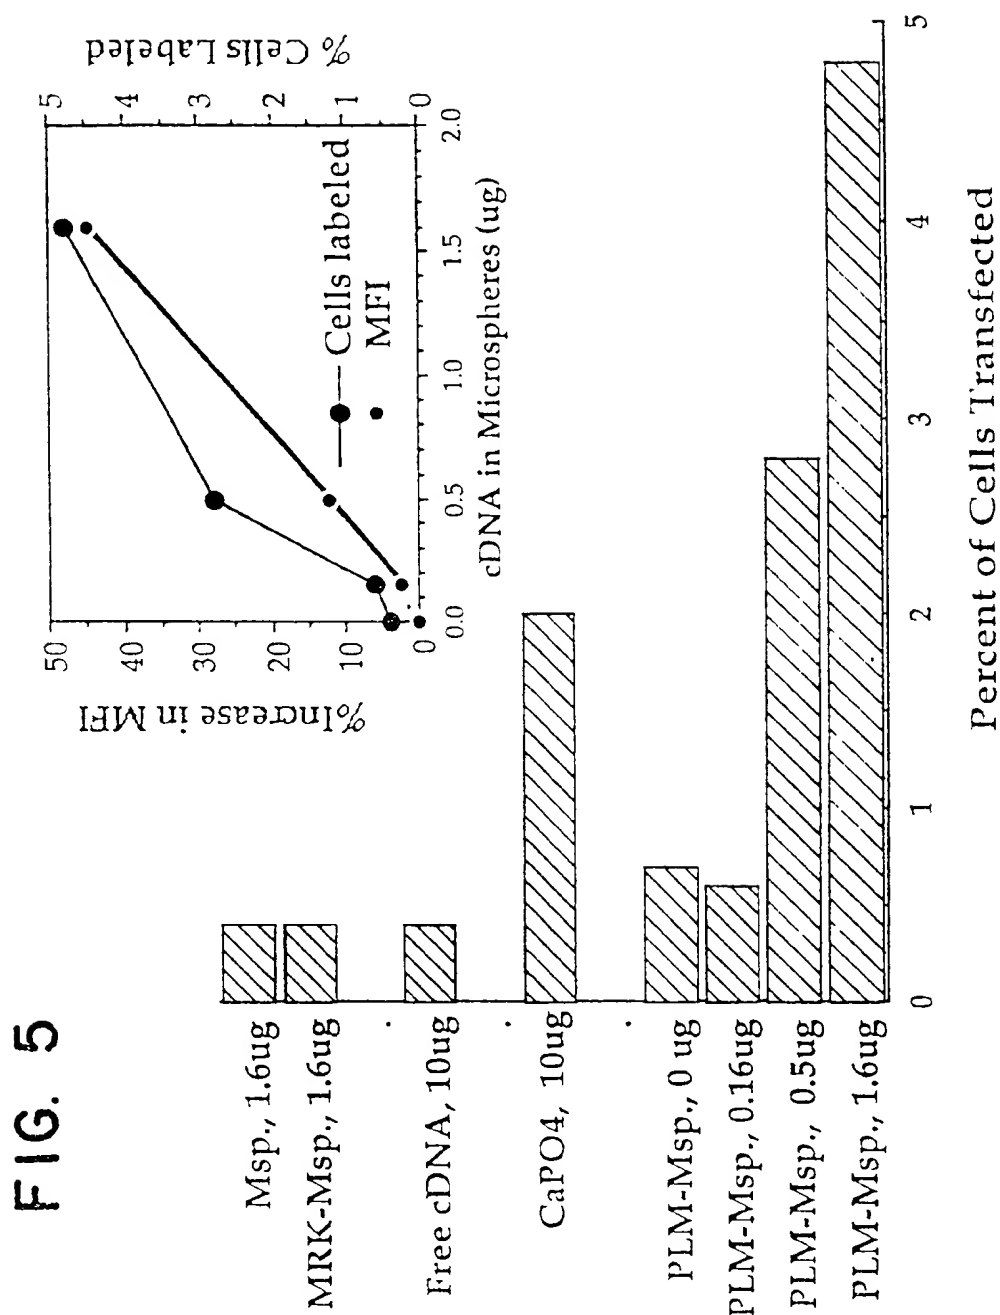 FIG. 5
Msp., 1.6ug
MRK-Msp., 1.6ug
Free cDNA, 10ug
CaPO4, 10ug
PLM-Msp., 0 ug
PLM-Msp., 0.16ug
PLM-Msp., 0.5ug
PLM-Msp., 1.6ug
0 1 2 3 4 5
Percent of Cells Transfected
%Increase in MFI
50
40
30
20
10
0
% Cells Labeled
5
4
3
2
1
0
Cells labeled
MFI
0.0 0.5 1.0 1.5 2.0
cDNA in Microspheres (ug)